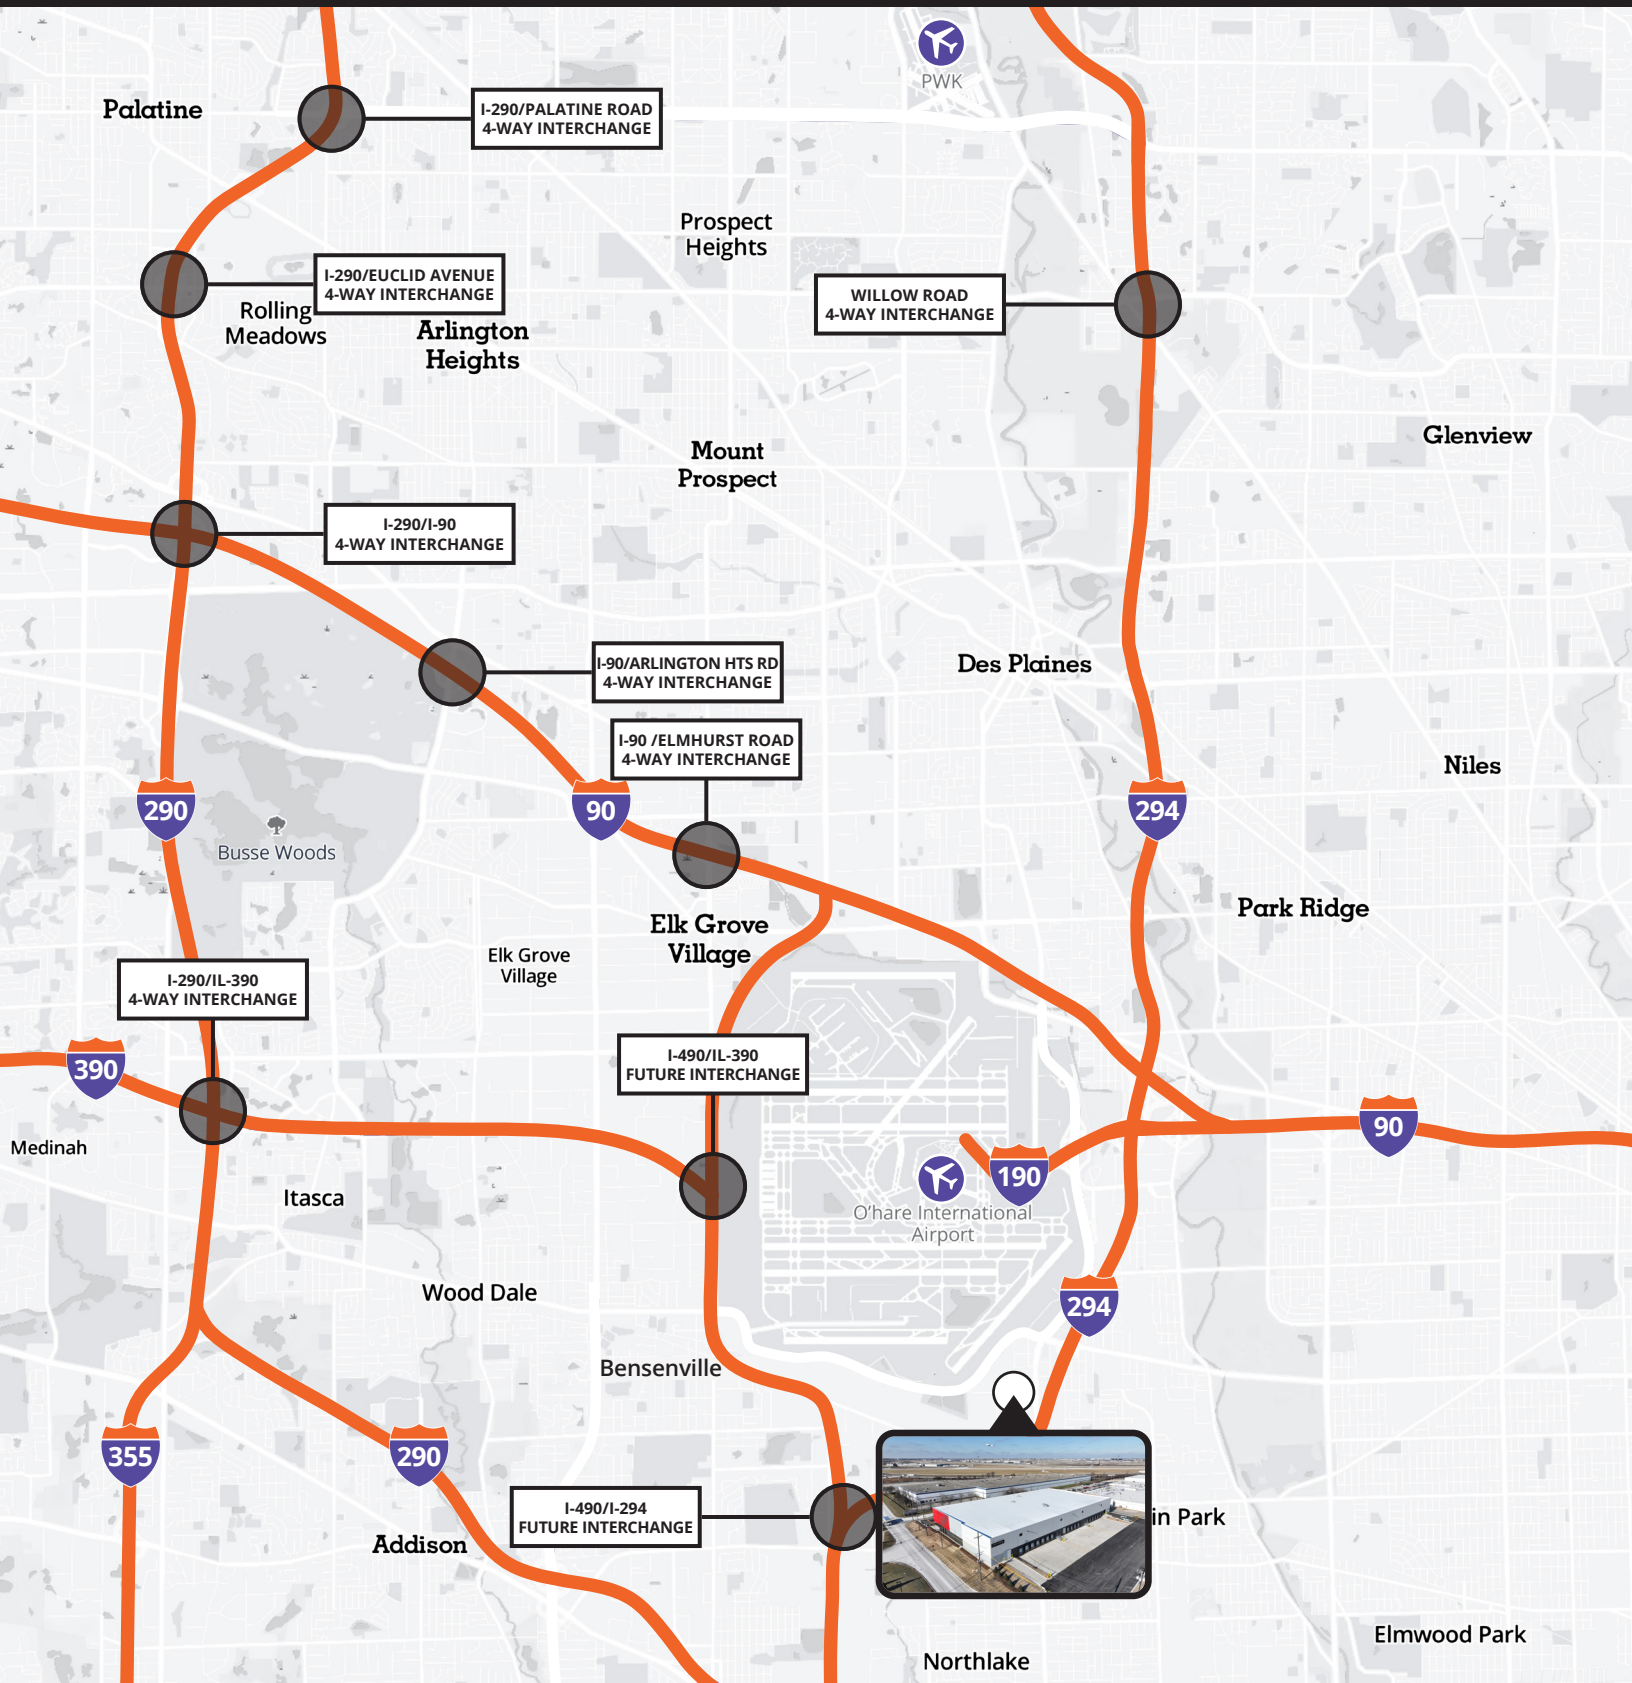 PWK
Palatine
I-290/PALATINE ROAD
4-WAY INTERCHANGE
Prospect
Heights
I-290/EUCLID AVENUE
4-WAY INTERCHANGE
Rolling
Meadows
Arlington
Heights
WILLOW ROAD
4-WAY INTERCHANGE
Glenview
Mount
Prospect
I-290/I-90
4-WAY INTERCHANGE
I-90/ARLINGTON HTS RD
4-WAY INTERCHANGE
Des Plaines
I-90 /ELMHURST ROAD
4-WAY INTERCHANGE
Niles
290
90
294
Busse Woods
Park Ridge
Elk Grove
Village
Elk Grove
Village
I-290/IL-390
4-WAY INTERCHANGE
I-490/IL-390
FUTURE INTERCHANGE
390
90
Medinah
190
Itasca
O'hare International
Airport
Wood Dale
294
Bensenville
355
290
I-490/I-294
FUTURE INTERCHANGE
in Park
Addison
Elmwood Park
Northlake